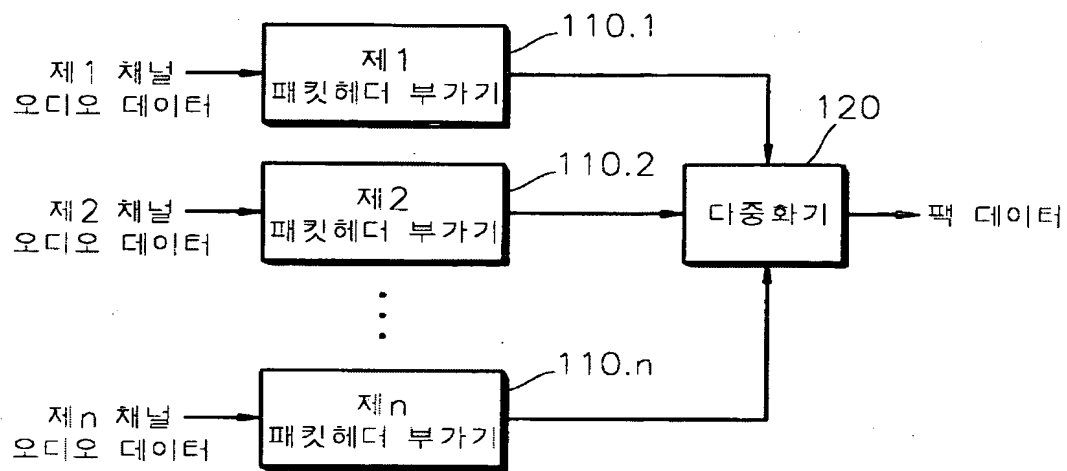 제1 채널
오디오 데이터
제1
패킷헤더 부가기
110.1
120
제2 채널
오디오 데이터
제2
패킷헤더 부가기
110.2
다중화기
팩 데이터
제n 채널
오디오 데이터
제n
패킷헤더 부가기
110.n